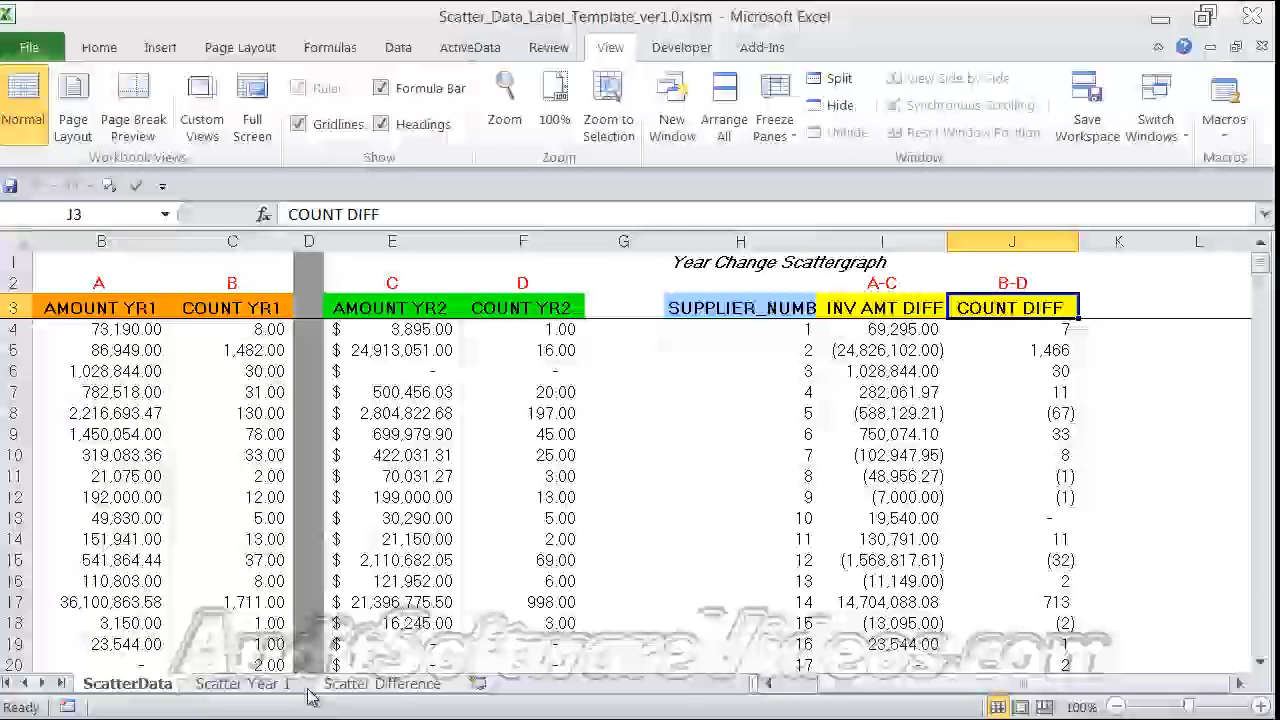 Scatter_Data_Label_Template_ver1.0.xlsm - Microsoft Excel
File Home Insert Page Layout Formulas Data ActiveData Review View Developer Add-Ins
Normal Page Layout Page Break Preview Custom Views Full Screen Ruler Formula Bar Gridlines Headings Zoom 100% Zoom to Selection New Window Arrange All Freeze Panes Split Hide Unhide View Side by Side Synchronous Scrolling Reset Window Position Save Workspace Switch Windows Macros
Workbook Views Show Zoom Window Macros
J3 fx COUNT DIFF
B C D E F G H I J K L
1 Year Change Scattergraph
2 A B C D A-C B-D
3 AMOUNT YR1 COUNT YR1 AMOUNT YR2 COUNT YR2 SUPPLIER_NUMB INV AMT DIFF COUNT DIFF
4 73,190.00 8.00 $ 3,895.00 1.00 1 69,295.00 7
5 86,949.00 1,482.00 $ 24,913,051.00 16.00 2 (24,826,102.00) 1,466
6 1,028,844.00 30.00 $ - - 3 1,028,844.00 30
7 782,518.00 31.00 $ 500,456.03 20.00 4 282,061.97 11
8 2,216,693.47 130.00 $ 2,804,822.68 197.00 5 (588,129.21) (67)
9 1,450,054.00 78.00 $ 699,979.90 45.00 6 750,074.10 33
10 319,083.36 33.00 $ 422,031.31 25.00 7 (102,947.95) 8
11 21,075.00 2.00 $ 70,031.27 3.00 8 (48,956.27) (1)
12 192,000.00 12.00 $ 199,000.00 13.00 9 (7,000.00) (1)
13 49,830.00 5.00 $ 30,290.00 5.00 10 19,540.00 -
14 151,941.00 13.00 $ 21,150.00 2.00 11 130,791.00 11
15 541,864.44 37.00 $ 2,110,682.05 69.00 12 (1,568,817.61) (32)
16 110,803.00 8.00 $ 121,952.00 6.00 13 (11,149.00) 2
17 36,100,863.58 1,711.00 $ 21,396,775.50 998.00 14 14,704,088.08 713
18 3,150.00 1.00 $ 16,245.00 3.00 15 (13,095.00) (2)
19 23,544.00 1.00 $ - - 16 23,544.00 1
20 - 2.00 17 2
AuditSoftwareVideos.com
ScatterData Scatter Year 1 Scatter Difference
Ready 100%